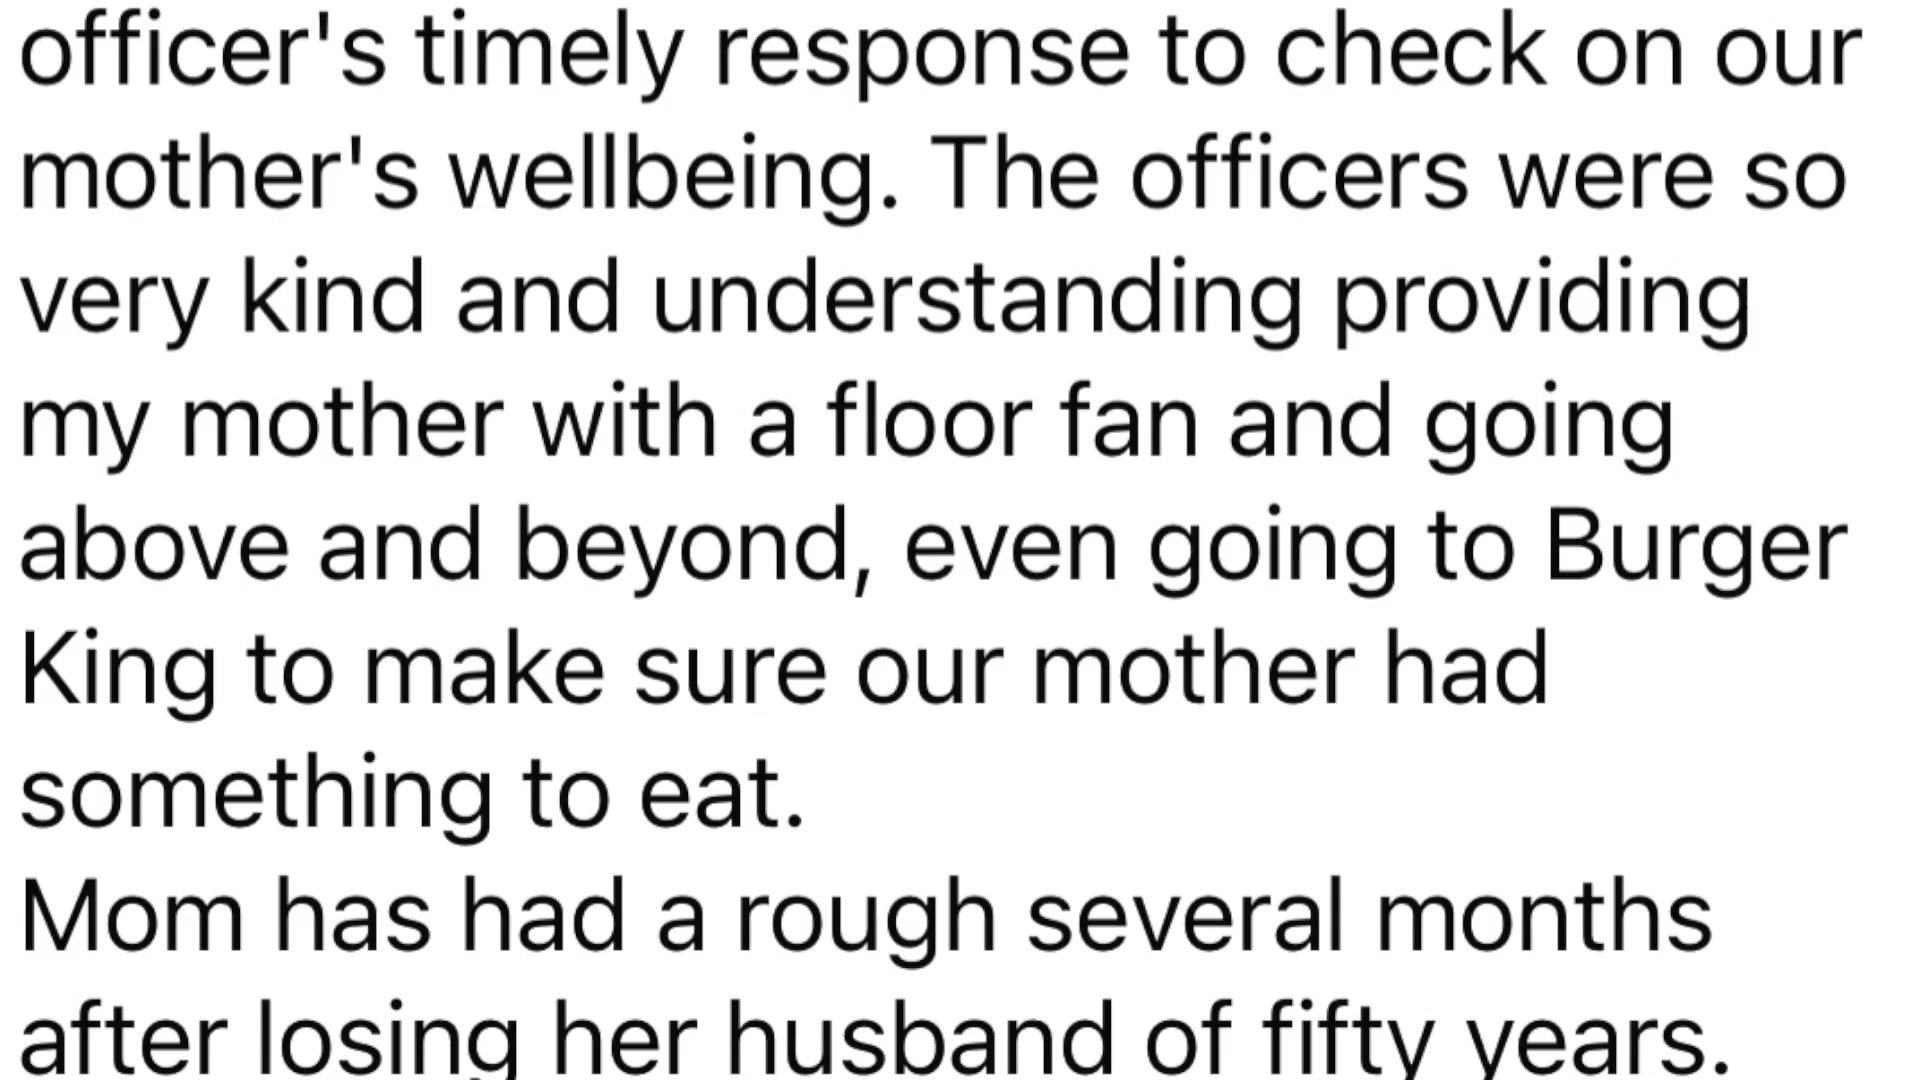 officer's timely response to check on our
mother's wellbeing. The officers were so
very kind and understanding providing
my mother with a floor fan and going
above and beyond, even going to Burger
King to make sure our mother had
something to eat.
Mom has had a rough several months
after losing her husband of fifty years.